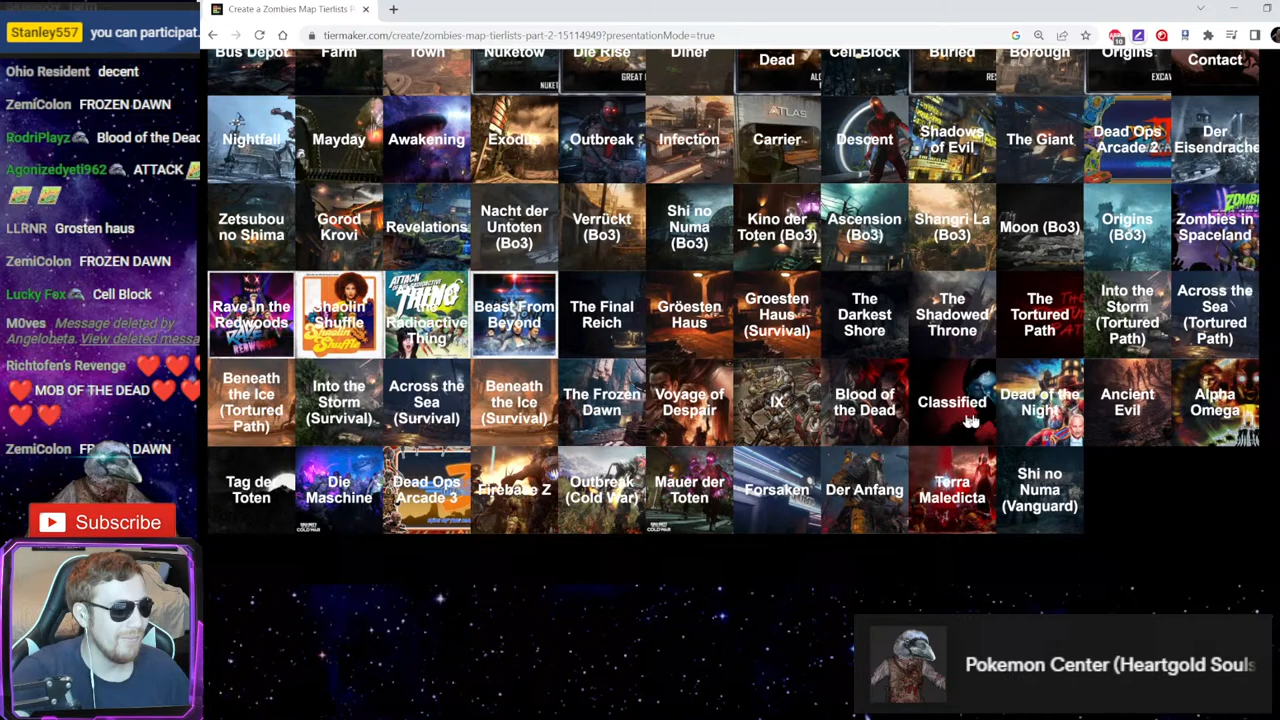 Create a Zombies Map Tierlists P
tiermaker.com/create/zombies-map-tierlists-part-2-15114949?presentationMode=true
10
Stanley557 you can participat.
Ohio Resident decent
ZemiColon FROZEN DAWN
RodriPlayz Blood of the Dead
Agonizedyeti962 ATTACK
LLRNR Grosten haus
ZemiColon FROZEN DAWN
Lucky Fox Cell Block
M0ves Message deleted by
Angelobeta. View deleted messa
Richtofen's Revenge
MOB OF THE DEAD
ZemiColon FROZEN DAWN
Subscribe
Bus Depot
Farm
Town
Nuketow
NUKET
Die Rise
GREAT
Diner
Dead
Cell Block
Buried
Borough
Origins
EXCAV
Contact
Nightfall
Mayday
Awakening
Exodus
Outbreak
Infection
ATLAS
Carrier
Descent
Shadows
of Evil
The Giant
Dead Ops
Arcade 2
Der
Eisendrache
Zetsubou
no Shima
Gorod
Krovi
Revelations
Nacht der
Untoten
(Bo3)
Verrückt
(Bo3)
Shi no
Numa
(Bo3)
Kino der
Toten (Bo3)
Ascension
(Bo3)
Shangri La
(Bo3)
Moon (Bo3)
Origins
(Bo3)
Zombies in
Spaceland
Rave In the
Redwoods
Shaolin
Shuffle
ATTACK
OF THE
RADIOACTIVE
THING
The
Radioactive
Thing
Beast From
Beyond
The Final
Reich
Gröesten
Haus
Groesten
Haus
(Survival)
The
Darkest
Shore
The
Shadowed
Throne
The
Tortured
Path
Into the
Storm
(Tortured
Path)
Across the
Sea
(Tortured
Path)
Beneath
the Ice
(Tortured
Path)
Into the
Storm
(Survival)
Across the
Sea
(Survival)
Beneath
the Ice
(Survival)
The Frozen
Dawn
Voyage of
Despair
IX
Blood of
the Dead
Classified
Dead of the
Night
Ancient
Evil
Alpha
Omega
Tag der
Toten
Die
Maschine
Dead Ops
Arcade 3
Firebase Z
Outbreak
(Cold War)
Mauer der
Toten
Forsaken
Der Anfang
Terra
Maledicta
Shi no
Numa
(Vanguard)
Pokemon Center (Heartgold Souls